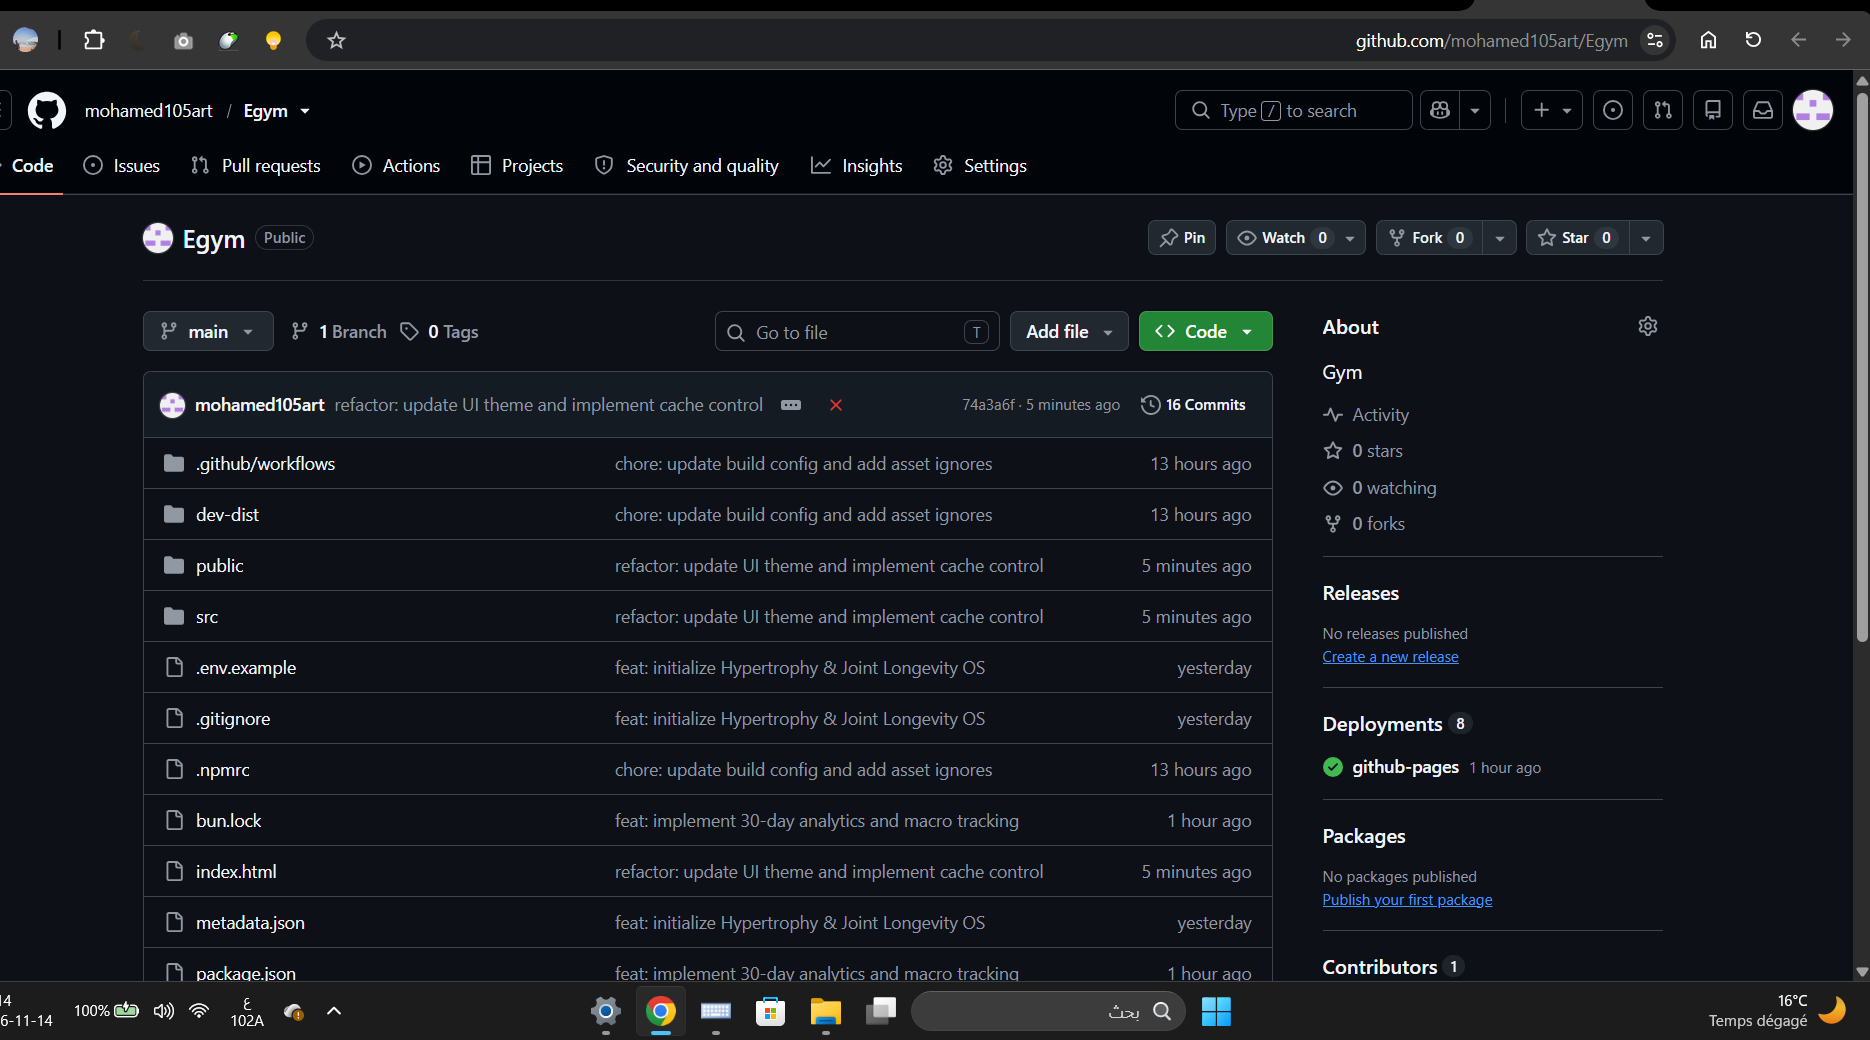 github.com/mohamed105art/Egym
mohamed105art / Egym
Type / to search
Code Issues Pull requests Actions Projects Security and quality Insights Settings
Egym Public
Pin Watch 0 Fork 0 Star 0
main 1 Branch 0 Tags Go to file T Add file Code
mohamed105art refactor: update UI theme and implement cache control 74a3a6f · 5 minutes ago 16 Commits
.github/workflows chore: update build config and add asset ignores 13 hours ago
dev-dist chore: update build config and add asset ignores 13 hours ago
public refactor: update UI theme and implement cache control 5 minutes ago
src refactor: update UI theme and implement cache control 5 minutes ago
.env.example feat: initialize Hypertrophy & Joint Longevity OS yesterday
.gitignore feat: initialize Hypertrophy & Joint Longevity OS yesterday
.npmrc chore: update build config and add asset ignores 13 hours ago
bun.lock feat: implement 30-day analytics and macro tracking 1 hour ago
index.html refactor: update UI theme and implement cache control 5 minutes ago
metadata.json feat: initialize Hypertrophy & Joint Longevity OS yesterday
package.json feat: implement 30-day analytics and macro tracking 1 hour ago
About
Gym
Activity
0 stars
0 watching
0 forks
Releases
No releases published
Create a new release
Deployments 8
github-pages 1 hour ago
Packages
No packages published
Publish your first package
Contributors 1
14
6-11-14
100%
ع
102A
بحث
16°C
Temps dégagé